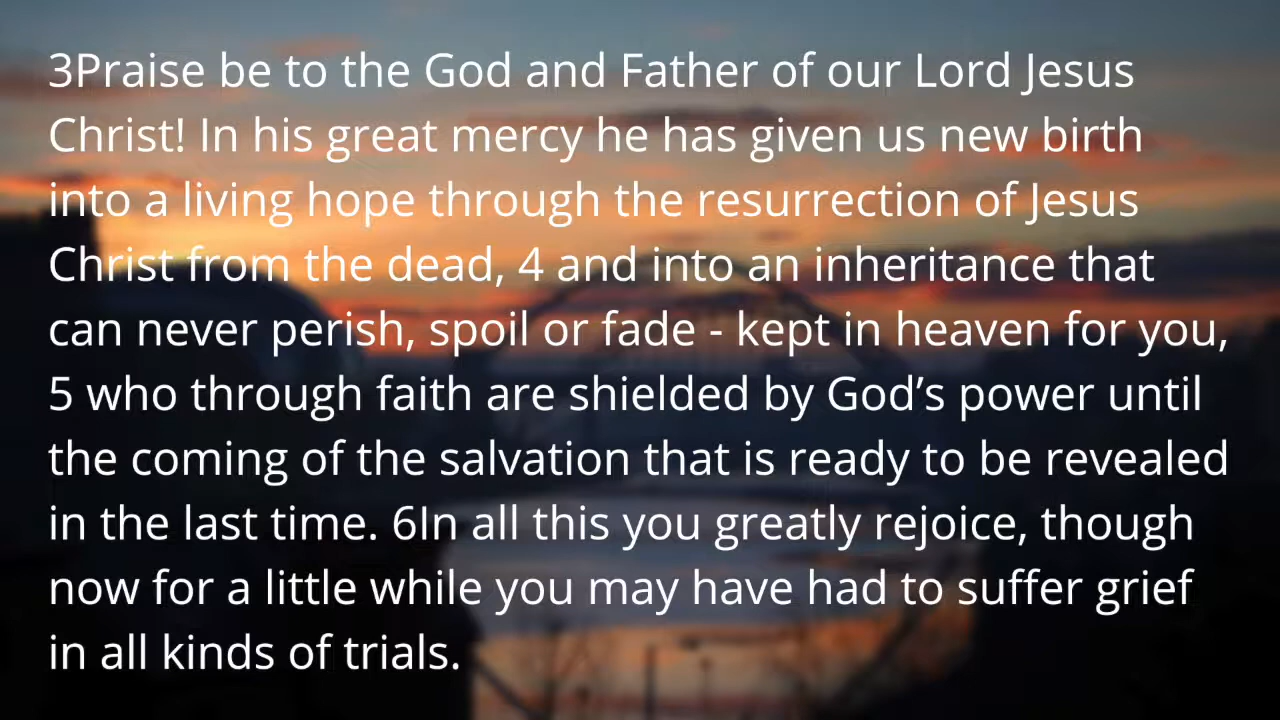 3Praise be to the God and Father of our Lord Jesus
Christ! In his great mercy he has given us new birth
into a living hope through the resurrection of Jesus
Christ from the dead, 4 and into an inheritance that
can never perish, spoil or fade - kept in heaven for you,
5 who through faith are shielded by God’s power until
the coming of the salvation that is ready to be revealed
in the last time. 6In all this you greatly rejoice, though
now for a little while you may have had to suffer grief
in all kinds of trials.